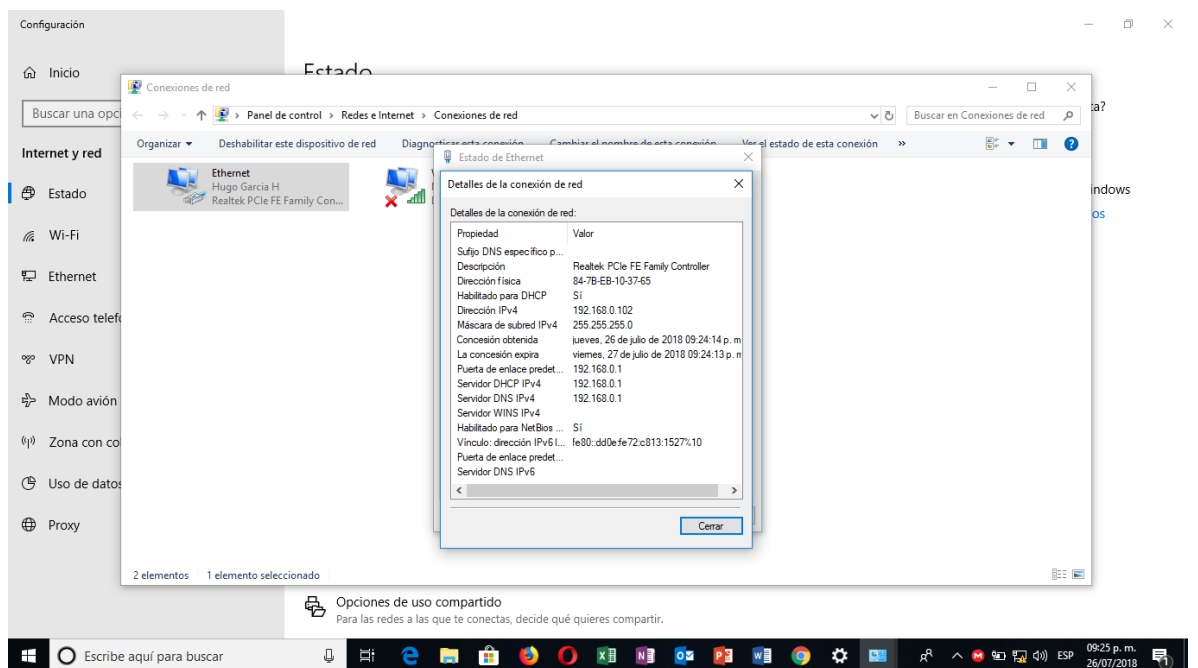 Configuración
Inicio
Buscar una opci
Internet y red
Estado
Wi-Fi
Ethernet
Acceso telefo
VPN
Modo avión
Zona con co
Uso de datos
Proxy
Estado
ta?
indows
os
Conexiones de red
Panel de control > Redes e Internet > Conexiones de red
Buscar en Conexiones de red
Organizar Deshabilitar este dispositivo de red Diagnosticar esta conexión Cambiar el nombre de esta conexión Ver el estado de esta conexión »
Ethernet
Hugo Garcia H
Realtek PCIe FE Family Con...
Estado de Ethernet
Detalles de la conexión de red
Detalles de la conexión de red:
Propiedad Valor
Sufijo DNS específico p...
Descripción Realtek PCIe FE Family Controller
Dirección física 84-7B-EB-10-37-65
Habilitado para DHCP Sí
Dirección IPv4 192.168.0.102
Máscara de subred IPv4 255.255.255.0
Concesión obtenida jueves, 26 de julio de 2018 09:24:14 p. m.
La concesión expira viernes, 27 de julio de 2018 09:24:13 p. m
Puerta de enlace predet... 192.168.0.1
Servidor DHCP IPv4 192.168.0.1
Servidor DNS IPv4 192.168.0.1
Servidor WINS IPv4
Habilitado para NetBios ... Sí
Vínculo: dirección IPv6 l... fe80::dd0e:fe72:c813:1527%10
Puerta de enlace predet...
Servidor DNS IPv6
Cerrar
2 elementos 1 elemento seleccionado
Opciones de uso compartido
Para las redes a las que te conectas, decide qué quieres compartir.
Escribe aquí para buscar
ESP
09:25 p. m.
26/07/2018